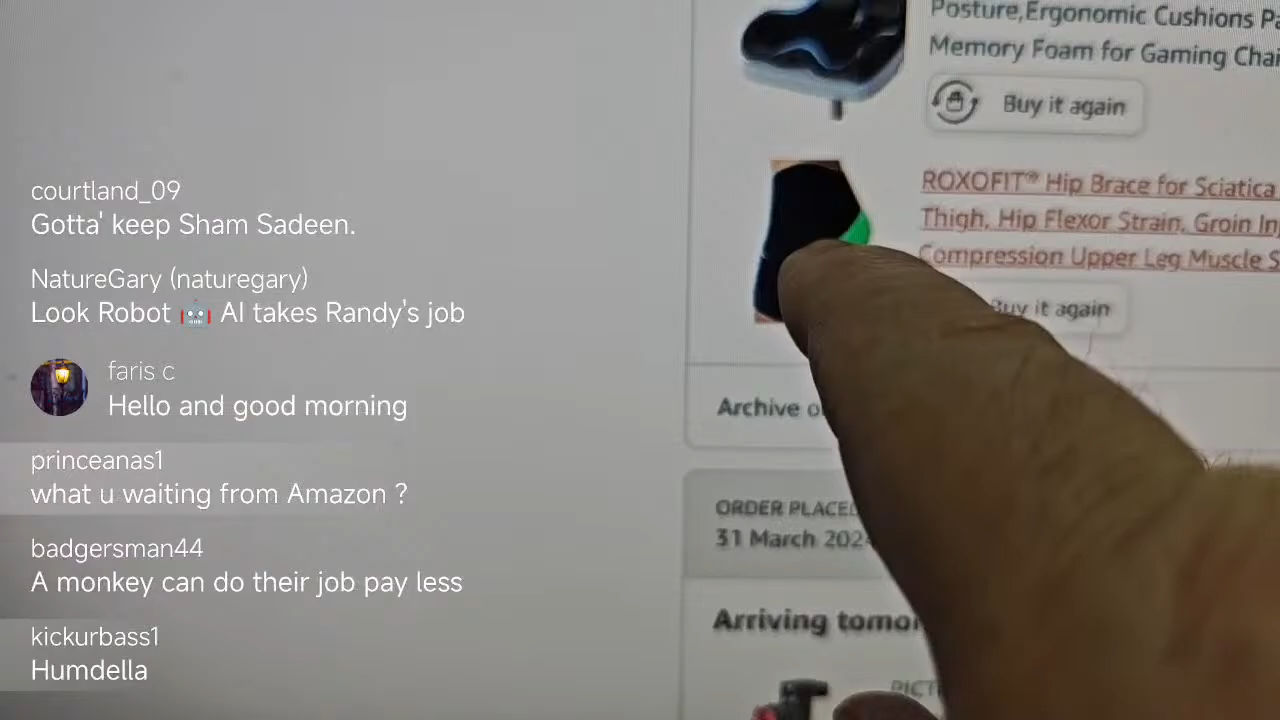 courtland_09
Gotta' keep Sham Sadeen.
NatureGary (naturegary)
Look Robot 🤖 AI takes Randy's job
faris c
Hello and good morning
princeanas1
what u waiting from Amazon ?
badgersman44
A monkey can do their job pay less
kickurbass1
Humdella
Posture,Ergonomic Cushions
Memory Foam for Gaming
Buy it again
ROXOFIT® Hip Brace for Sciatica
Thigh, Hip Flexor Strain, Groin
Compression Upper Leg Muscle
Buy it again
Archive
ORDER PLACED
31 March
Arriving